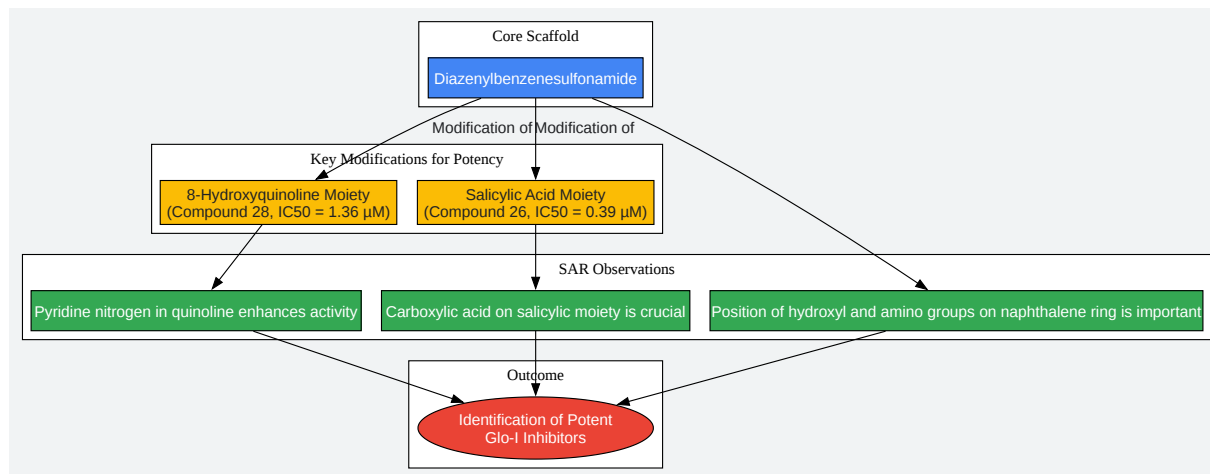 Core Scaffold
Diazenylbenzenesulfonamide
Modification of
Modification of
Key Modifications for Potency
8-Hydroxyquinoline Moiety
(Compound 28, IC50 = 1.36 µM)
Salicylic Acid Moiety
(Compound 26, IC50 = 0.39 µM)
SAR Observations
Pyridine nitrogen in quinoline enhances activity
Carboxylic acid on salicylic moiety is crucial
Position of hydroxyl and amino groups on naphthalene ring is important
Outcome
Identification of Potent
Glo-I Inhibitors